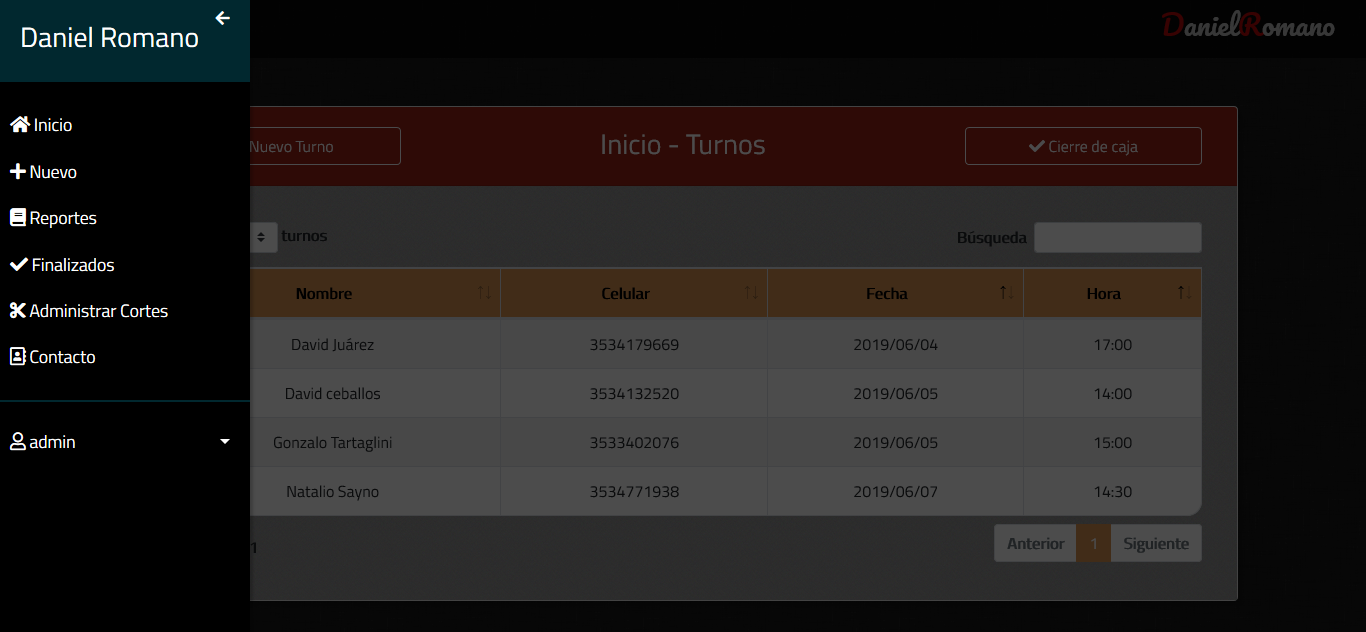 Daniel Romano
DanielRomano
Inicio
Nuevo
Reportes
Finalizados
Administrar Cortes
Contacto
admin
Nuevo Turno
Inicio - Turnos
Cierre de caja
turnos
Búsqueda
Nombre Celular Fecha Hora
David Juárez 3534179669 2019/06/04 17:00
David ceballos 3534132520 2019/06/05 14:00
Gonzalo Tartaglini 3533402076 2019/06/05 15:00
Natalio Sayno 3534771938 2019/06/07 14:30
1
Anterior 1 Siguiente